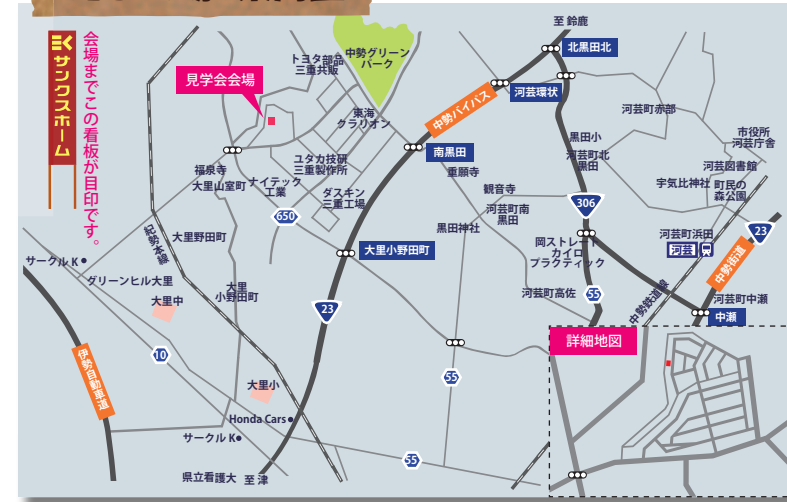 会場までこの看板が目印です。
サンクスホーム
至 鈴鹿
北黒田北
中勢グリーン
パーク
トヨタ部品
三重共販
見学会会場
河芸環状
中勢バイパス
東海
クラリオン
河芸町赤部
黒田小
市役所
河芸庁舎
南黒田
河芸町北
黒田
ユタカ技研
三重製作所
河芸図書館
福泉寺
重願寺
大里山室町
ナイテック
工業
観音寺
宇気比神社
町民の
森公園
ダスキン
三重工場
306
河芸町南
黒田
650
黒田神社
23
河芸町浜田
大里野田町
紀勢本線
大里小野田町
岡ストレート
カイロ
プラクティック
河芸
サークル K
中勢街道
グリーンヒル大里
大里
小野田町
河芸町高佐
55
中勢鉄道線
河芸町中瀬
大里中
23
中瀬
詳細地図
10
伊勢自動車道
55
大里小
Honda Cars
サークル K
55
県立看護大
至 津